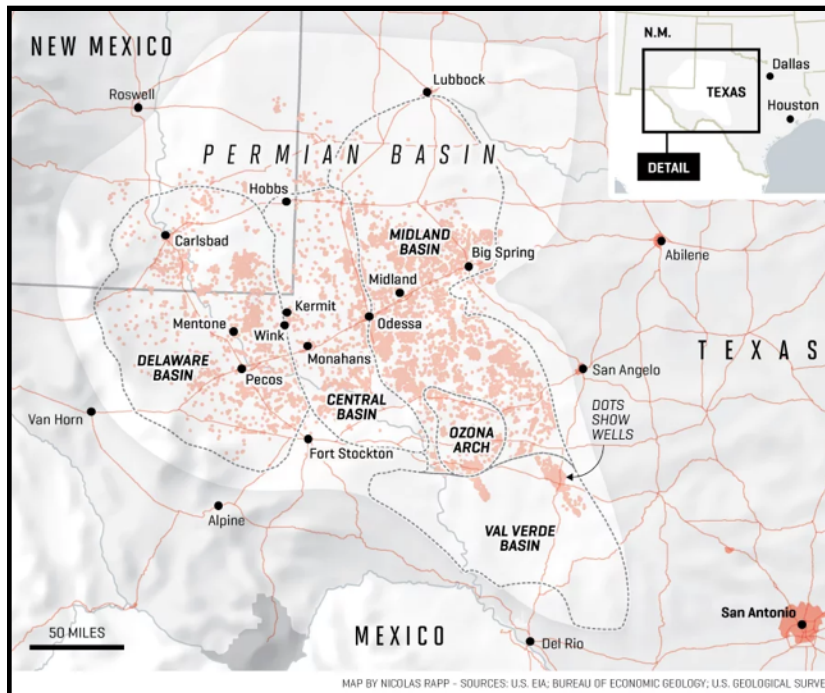 NEW MEXICO
N.M.
Dallas
TEXAS
Houston
DETAIL
Roswell
Lubbock
PERMIAN BASIN
Hobbs
MIDLAND
BASIN
Carlsbad
Big Spring
Abilene
Midland
Kermit
Mentone
Wink
Odessa
TEXAS
Monahans
DELAWARE
BASIN
Pecos
San Angelo
CENTRAL
BASIN
DOTS
SHOW
WELLS
Van Horn
OZONA
ARCH
Fort Stockton
Alpine
VAL VERDE
BASIN
San Antonio
50 MILES
MEXICO
Del Rio
MAP BY NICOLAS RAPP - SOURCES: U.S. EIA; BUREAU OF ECONOMIC GEOLOGY; U.S. GEOLOGICAL SURVE